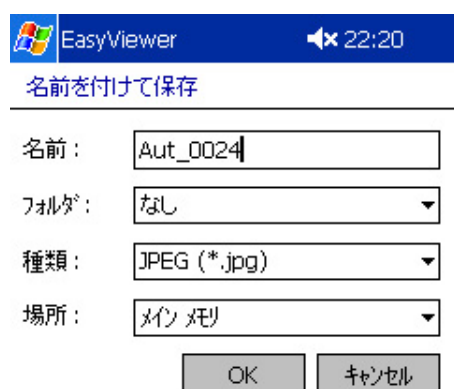 EasyViewer 22:20
名前を付けて保存
名前： Aut_0024
ﾌｫﾙﾀﾞ： なし
種類： JPEG (*.jpg)
場所： ﾒｲﾝ ﾒﾓﾘ
OK ｷｬﾝｾﾙ